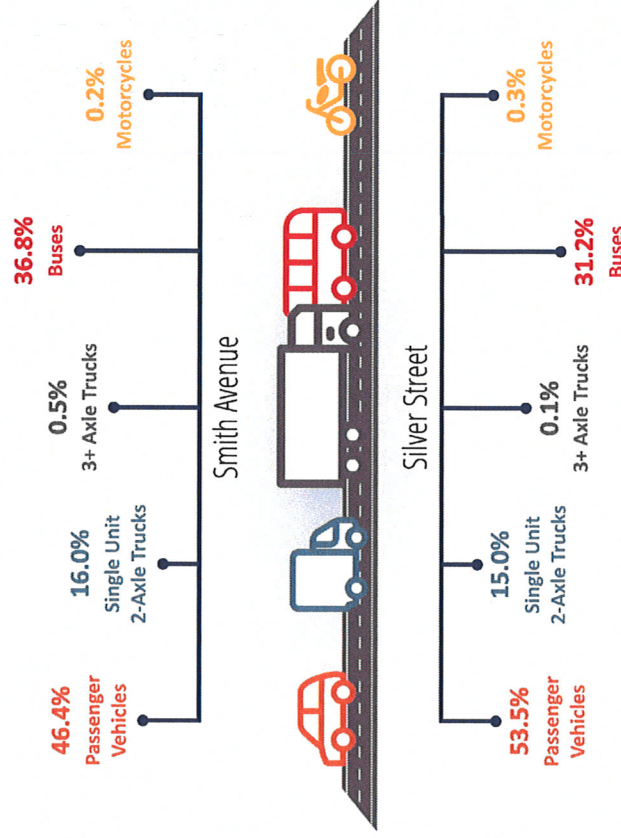 46.4%
Passenger
Vehicles
16.0%
Single Unit
2-Axle Trucks
0.5%
3+ Axle Trucks
36.8%
Buses
0.2%
Motorcycles
Smith Avenue
Silver Street
53.5%
Passenger
Vehicles
15.0%
Single Unit
2-Axle Trucks
0.1%
3+ Axle Trucks
31.2%
Buses
0.3%
Motorcycles